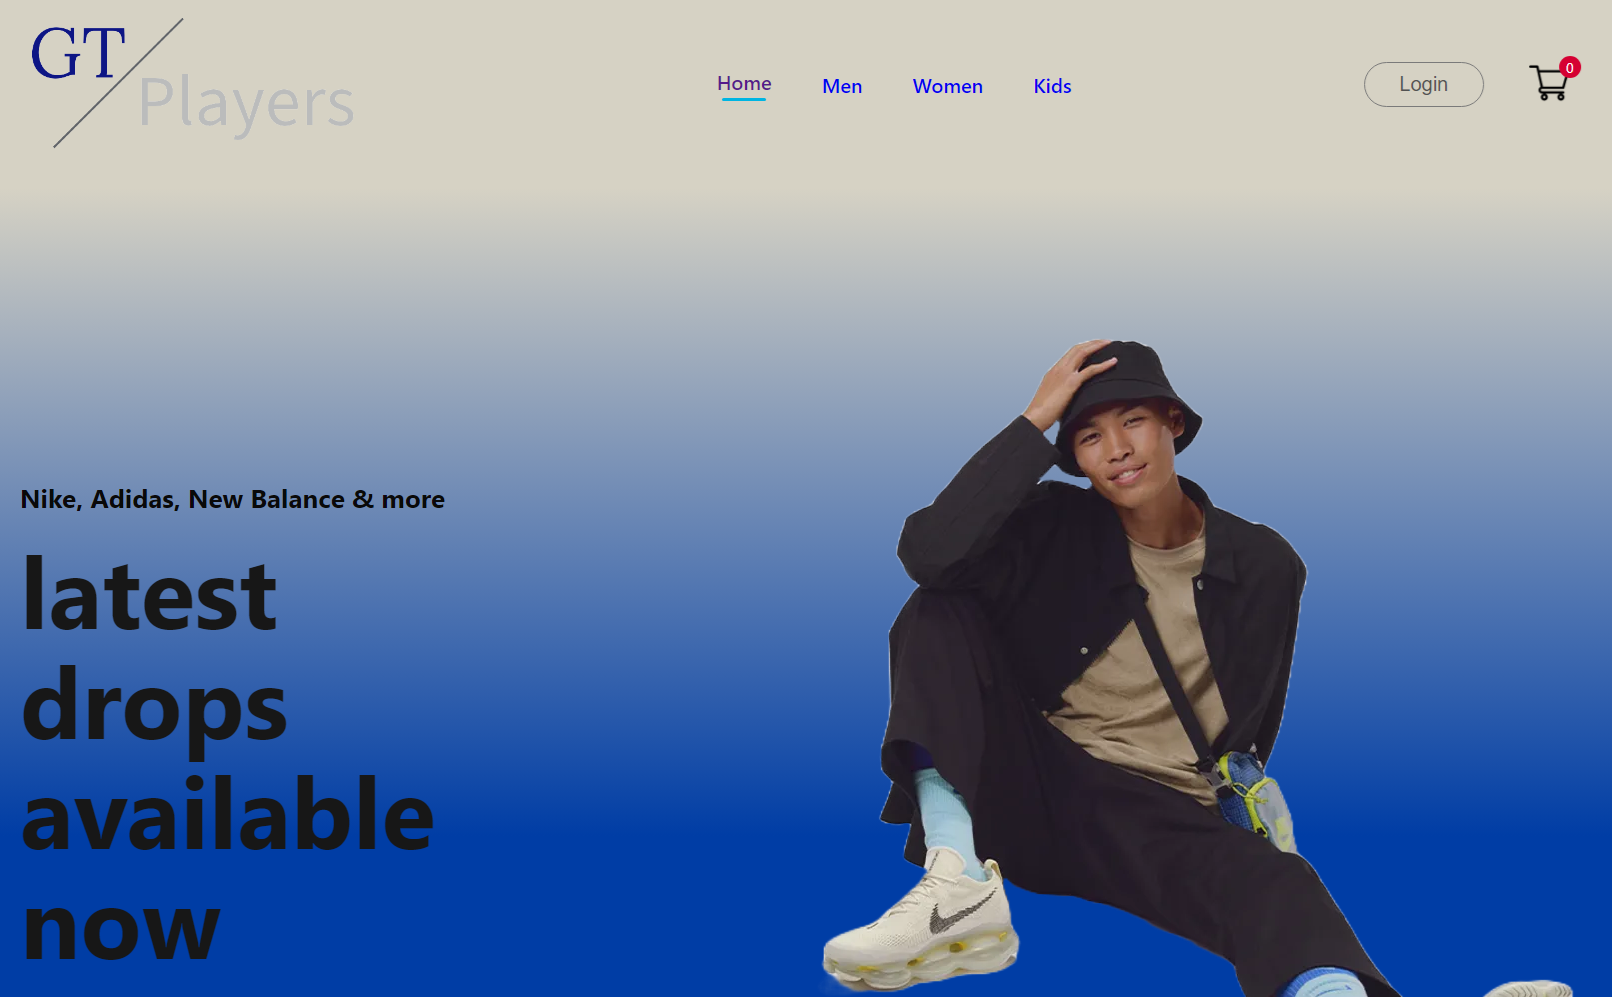 GT
Players
Home
Men
Women
Kids
Login
0
Nike, Adidas, New Balance & more
latest
drops
available
now